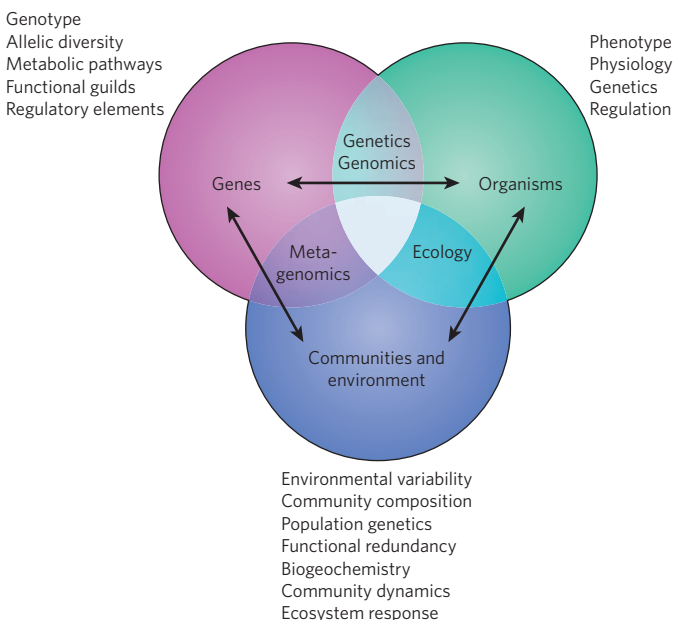 Genotype
Allelic diversity
Metabolic pathways
Functional guilds
Regulatory elements
Phenotype
Physiology
Genetics
Regulation
Genetics
Genomics
Genes
Organisms
Meta-
genomics
Ecology
Communities and
environment
Environmental variability
Community composition
Population genetics
Functional redundancy
Biogeochemistry
Community dynamics
Ecosystem response